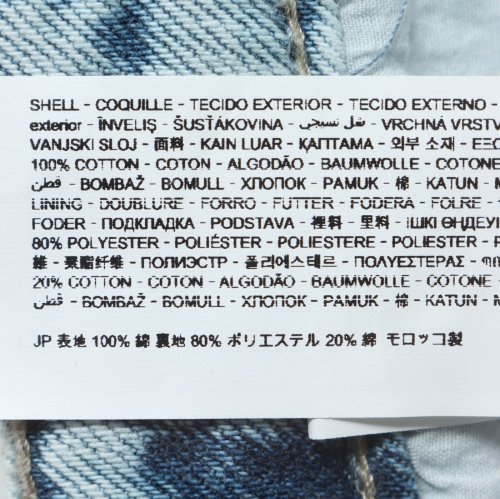 SHELL - COQUILLE - TECIDO EXTERIOR - TECIDO EXTERNO -
exterior - ÎNVELIŞ - ŠUSŤÁKOVINA - شل نسيجي - VRCHNÁ VRSTV
VANJSKI SLOJ - 面料 - KAIN LUAR - ҚАПТАМА - 외부 소재 - ΕΞΩ
100% COTTON - COTON - ALGODÃO - BAUMWOLLE - COTONE
قطن - BOMBAŽ - BOMULL - ХЛОПОК - PAMUK - 棉 - KATUN - M
LINING - DOUBLURE - FORRO - FUTTER - FODERA - FOLRE -
FODER - ПОДКЛАДКА - PODSTAVA - 裡料 - 里料 - ІШКІ ӨҢДЕУІ
80% POLYESTER - POLIÉSTER - POLIESTERE - POLIESTER -
維 - 聚酯纤维 - ПОЛИЭСТР - 폴리에스테르 - ΠΟΛΥΕΣΤΕΡΑΣ -
20% COTTON - COTON - ALGODÃO - BAUMWOLLE - COTONE
قطن - BOMBAŽ - BOMULL - ХЛОПОК - PAMUK - 棉 - KATUN - M
JP 表地 100% 綿 裏地 80% ポリエステル 20% 綿 モロッコ製